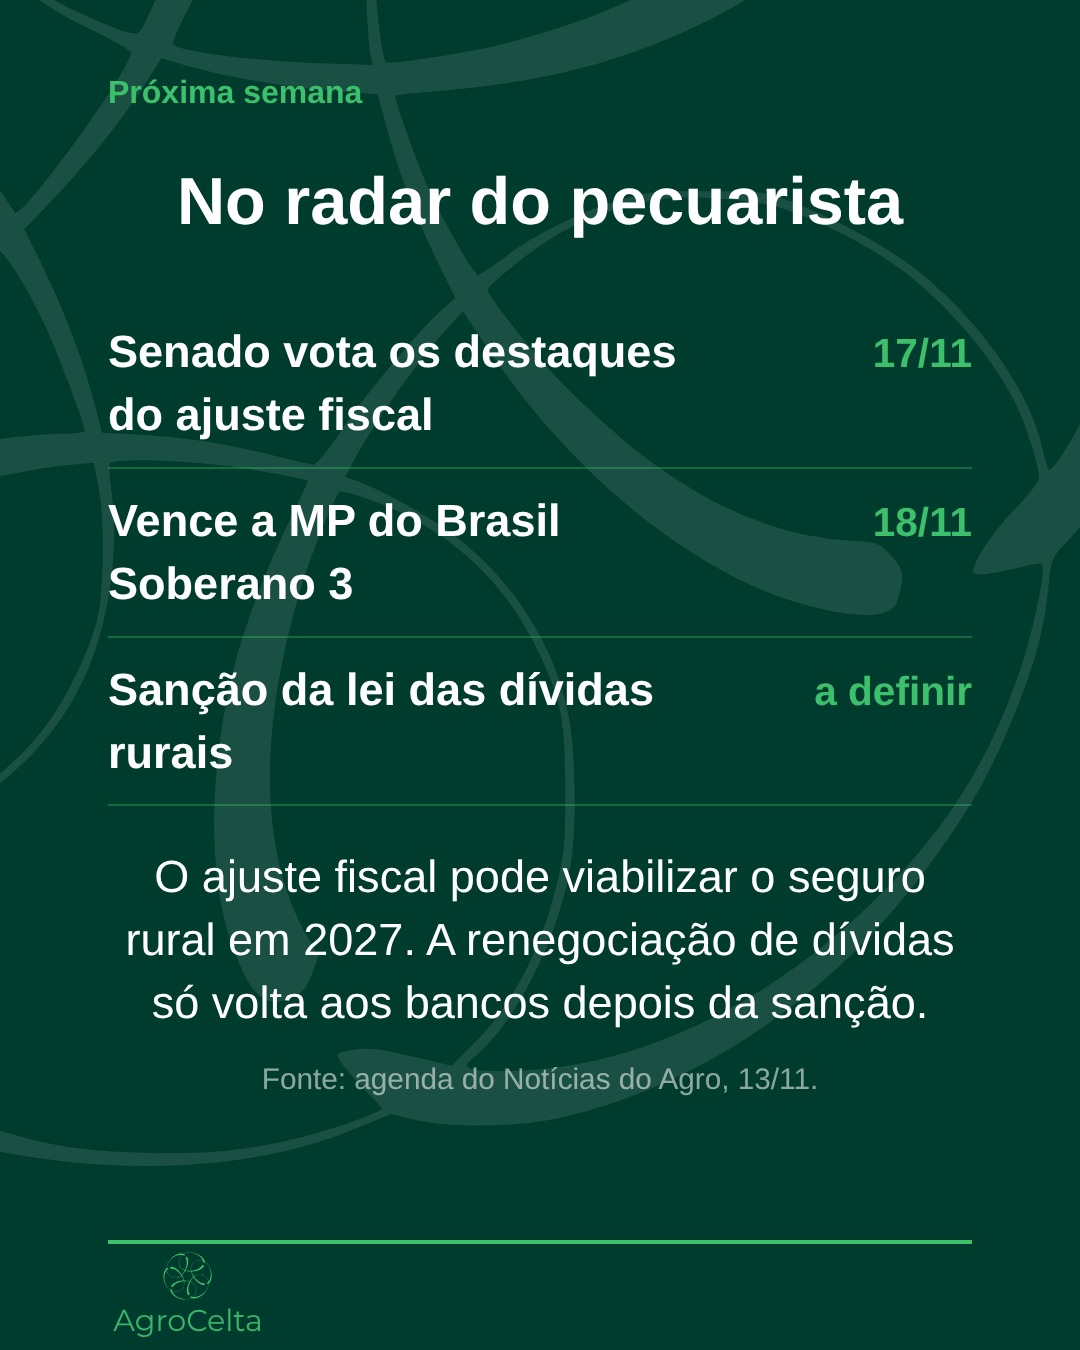 Próxima semana
No radar do pecuarista
Senado vota os destaques 17/11
do ajuste fiscal
Vence a MP do Brasil 18/11
Soberano 3
Sanção da lei das dívidas a definir
rurais
O ajuste fiscal pode viabilizar o seguro
rural em 2027. A renegociação de dívidas
só volta aos bancos depois da sanção.
Fonte: agenda do Notícias do Agro, 13/11.
AgroCelta